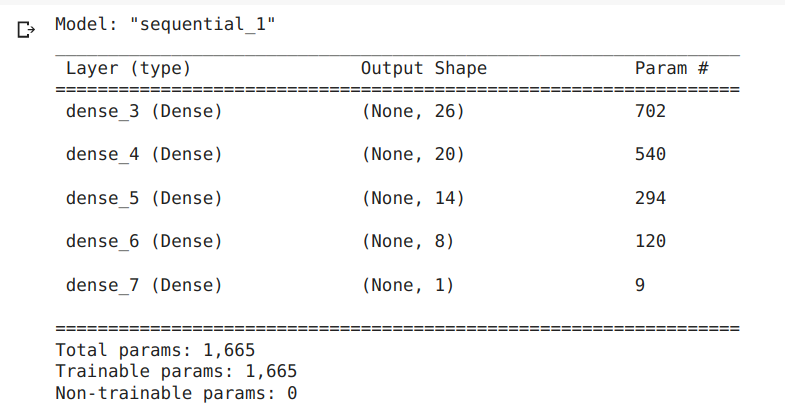 Model: "sequential_1"
Layer (type) Output Shape Param #
=================================================================
dense_3 (Dense) (None, 26) 702
dense_4 (Dense) (None, 20) 540
dense_5 (Dense) (None, 14) 294
dense_6 (Dense) (None, 8) 120
dense_7 (Dense) (None, 1) 9
=================================================================
Total params: 1,665
Trainable params: 1,665
Non-trainable params: 0